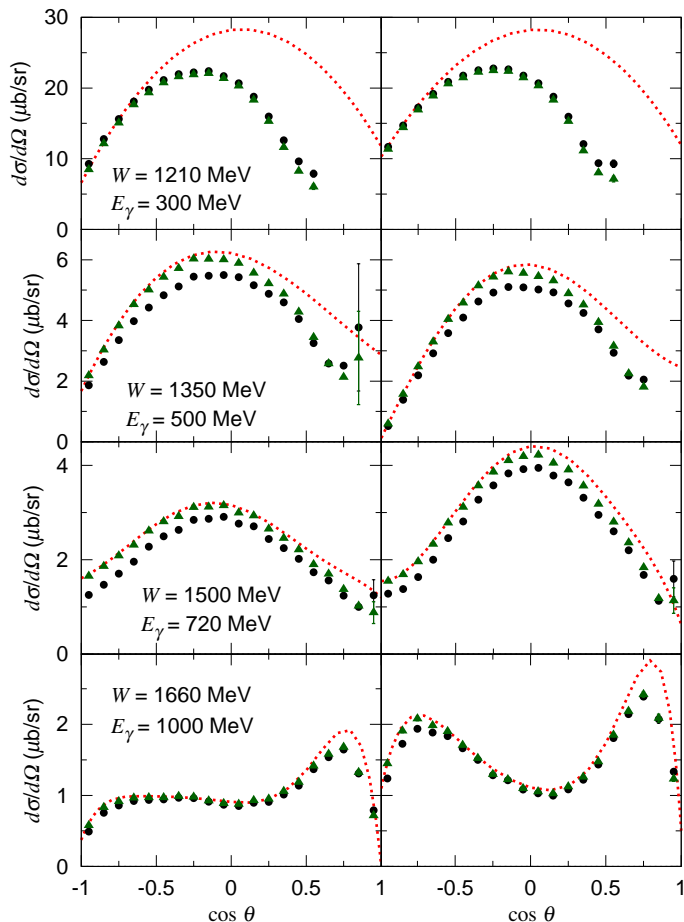 30
20
10
0
dσ/dΩ (μb/sr)
W = 1210 MeV
E_γ = 300 MeV
6
4
2
0
dσ/dΩ (μb/sr)
W = 1350 MeV
E_γ = 500 MeV
4
2
0
dσ/dΩ (μb/sr)
W = 1500 MeV
E_γ = 720 MeV
2
1
0
dσ/dΩ (μb/sr)
W = 1660 MeV
E_γ = 1000 MeV
-1 -0.5 0 0.5 1 -0.5 0 0.5 1
cos θ cos θ